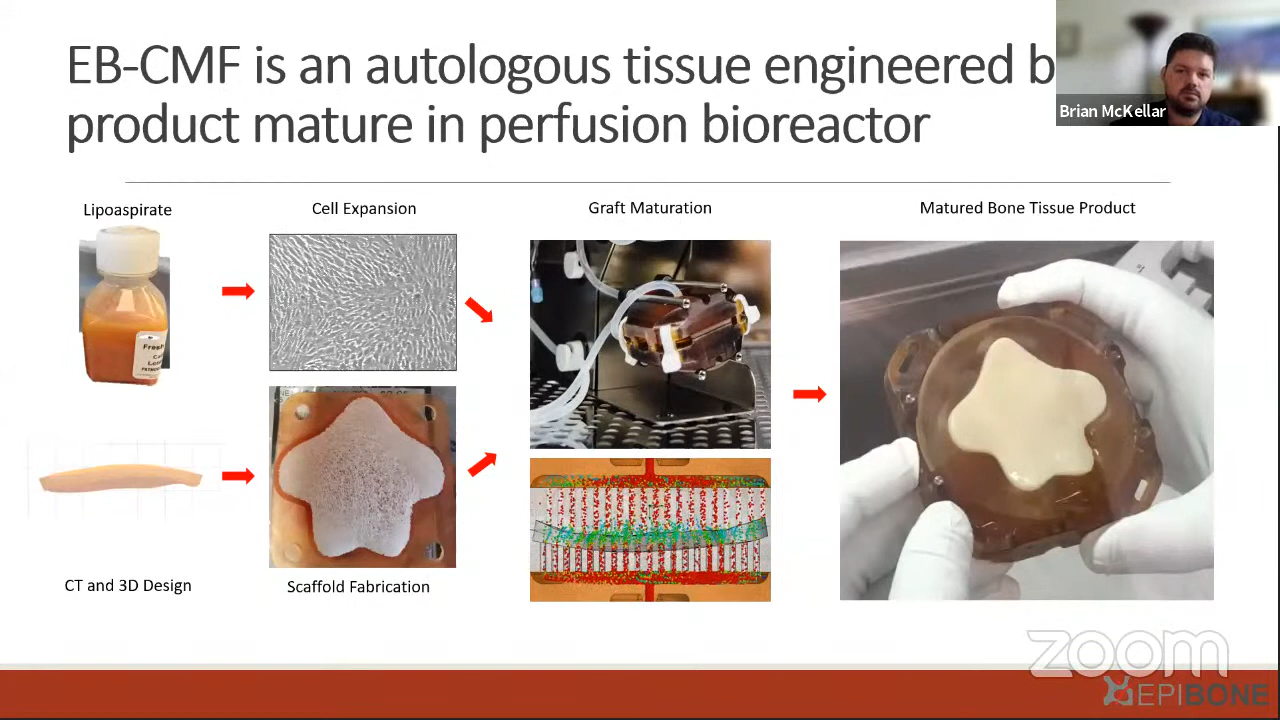 EB-CMF is an autologous tissue engineered b
product mature in perfusion bioreactor
Brian McKellar
Lipoaspirate
Cell Expansion
Graft Maturation
Matured Bone Tissue Product
Fresh
CT and 3D Design
Scaffold Fabrication
zoom
EPIBONE